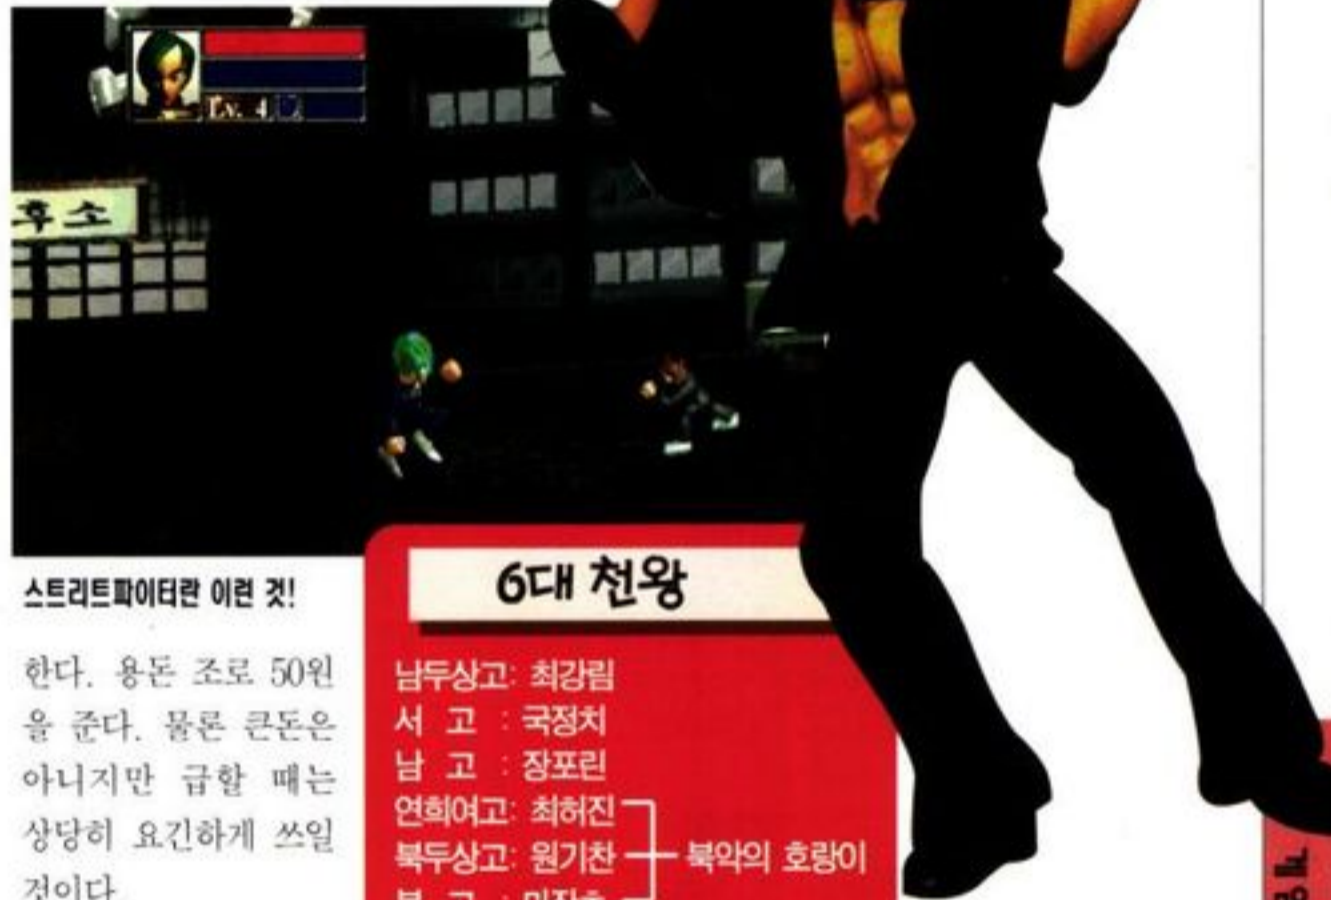 Lv. 4
후소
스트리트파이터란 이런 것!
한다. 용돈 조로 50원
을 준다. 물론 큰돈은
아니지만 급할 때는
상당히 요긴하게 쓰일
것이다.
6대 천왕
남두상고: 최강림
서 고 : 국정치
남 고 : 장포린
연희여고: 최허진
북두상고: 원기찬
북악의 호랑이